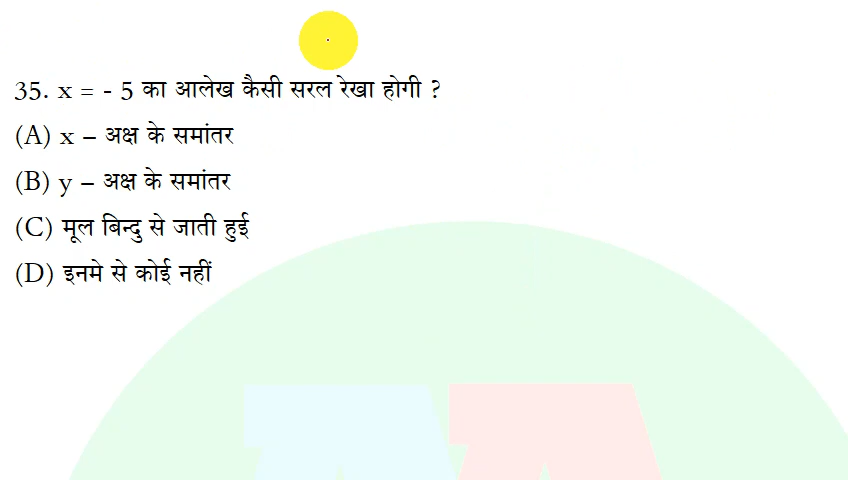 35. x = - 5 का आलेख कैसी सरल रेखा होगी ?
(A) x – अक्ष के समांतर
(B) y – अक्ष के समांतर
(C) मूल बिन्दु से जाती हुई
(D) इनमे से कोई नहीं